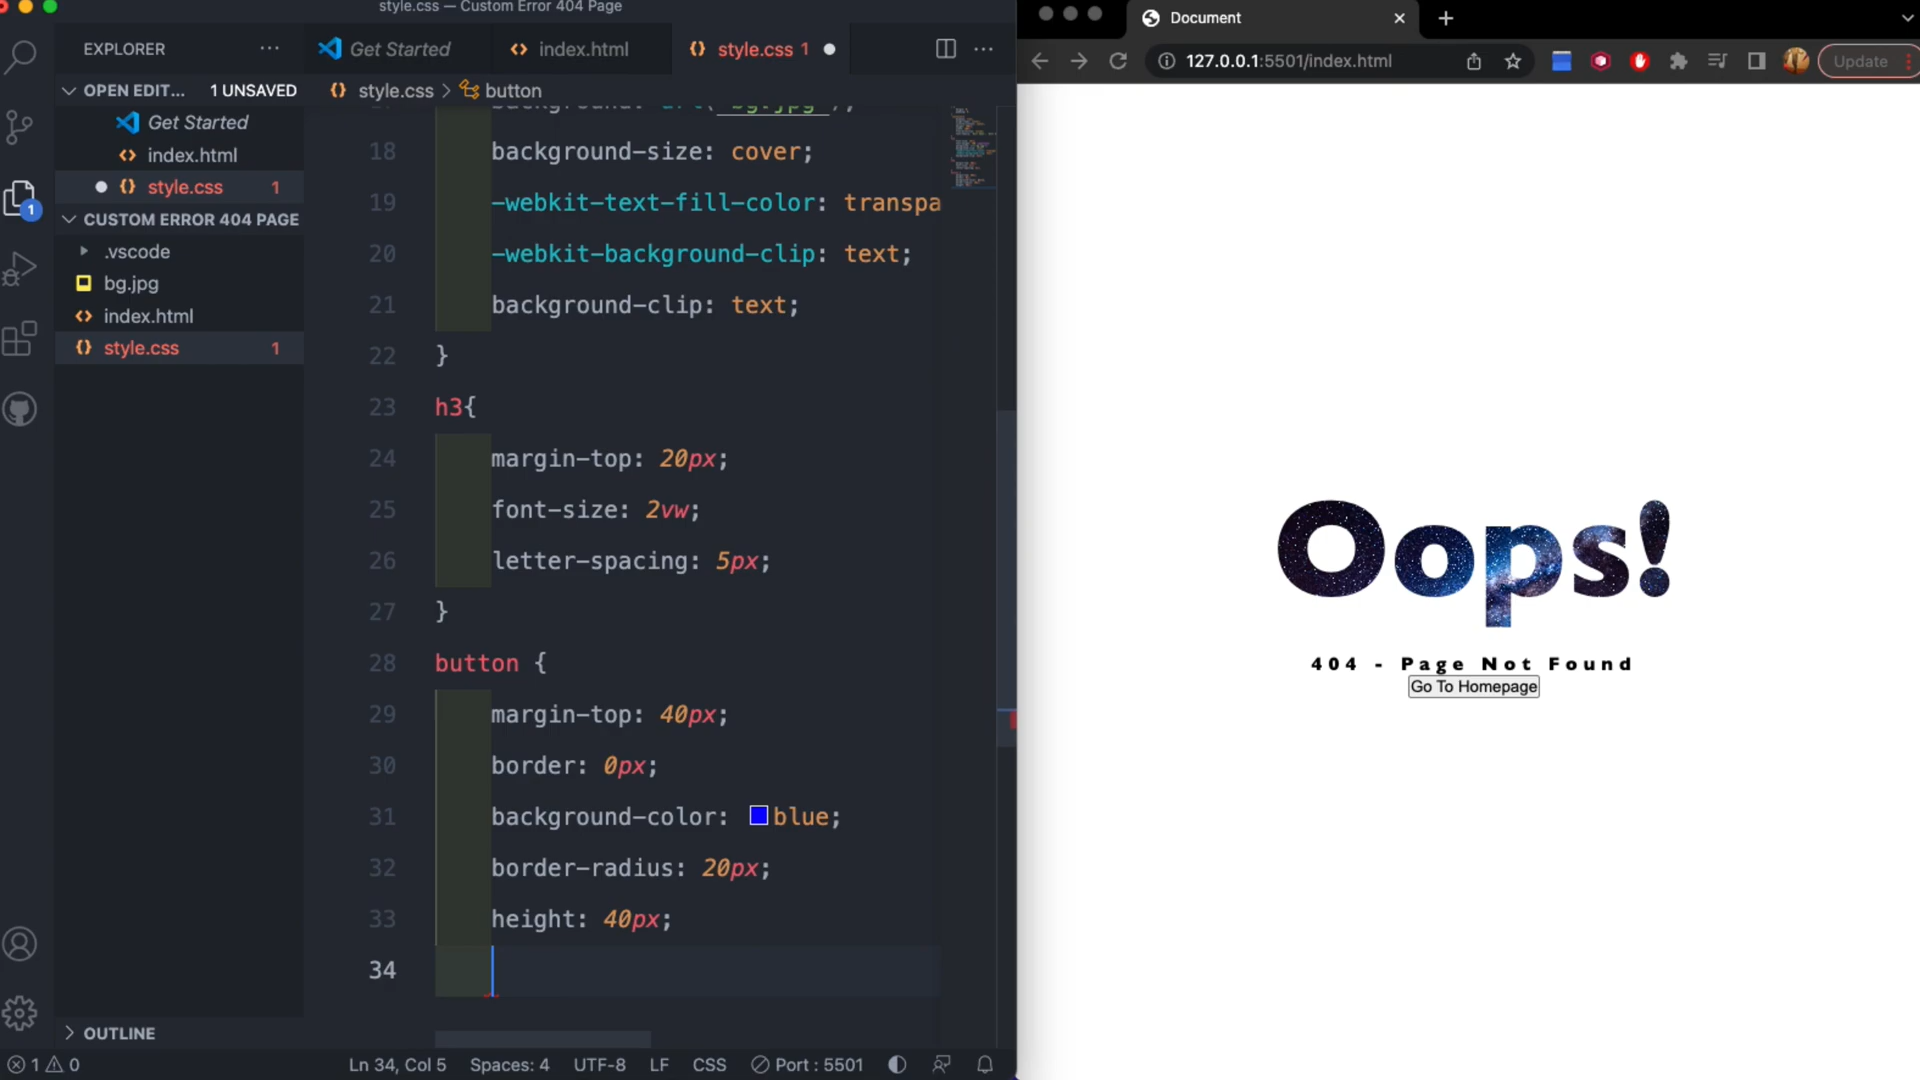 style.css — Custom Error 404 Page
EXPLORER
Get Started
index.html
style.css 1
OPEN EDIT... 1 UNSAVED
Get Started
index.html
style.css 1
CUSTOM ERROR 404 PAGE
.vscode
bg.jpg
index.html
style.css 1
1
OUTLINE
style.css > button
18 background-size: cover;
19 -webkit-text-fill-color: transpa
20 -webkit-background-clip: text;
21 background-clip: text;
22 }
23 h3{
24 margin-top: 20px;
25 font-size: 2vw;
26 letter-spacing: 5px;
27 }
28 button {
29 margin-top: 40px;
30 border: 0px;
31 background-color: blue;
32 border-radius: 20px;
33 height: 40px;
34
1 0
Ln 34, Col 5 Spaces: 4 UTF-8 LF CSS Port : 5501
Document
127.0.0.1:5501/index.html
Update
Oops!
404 - Page Not Found
Go To Homepage